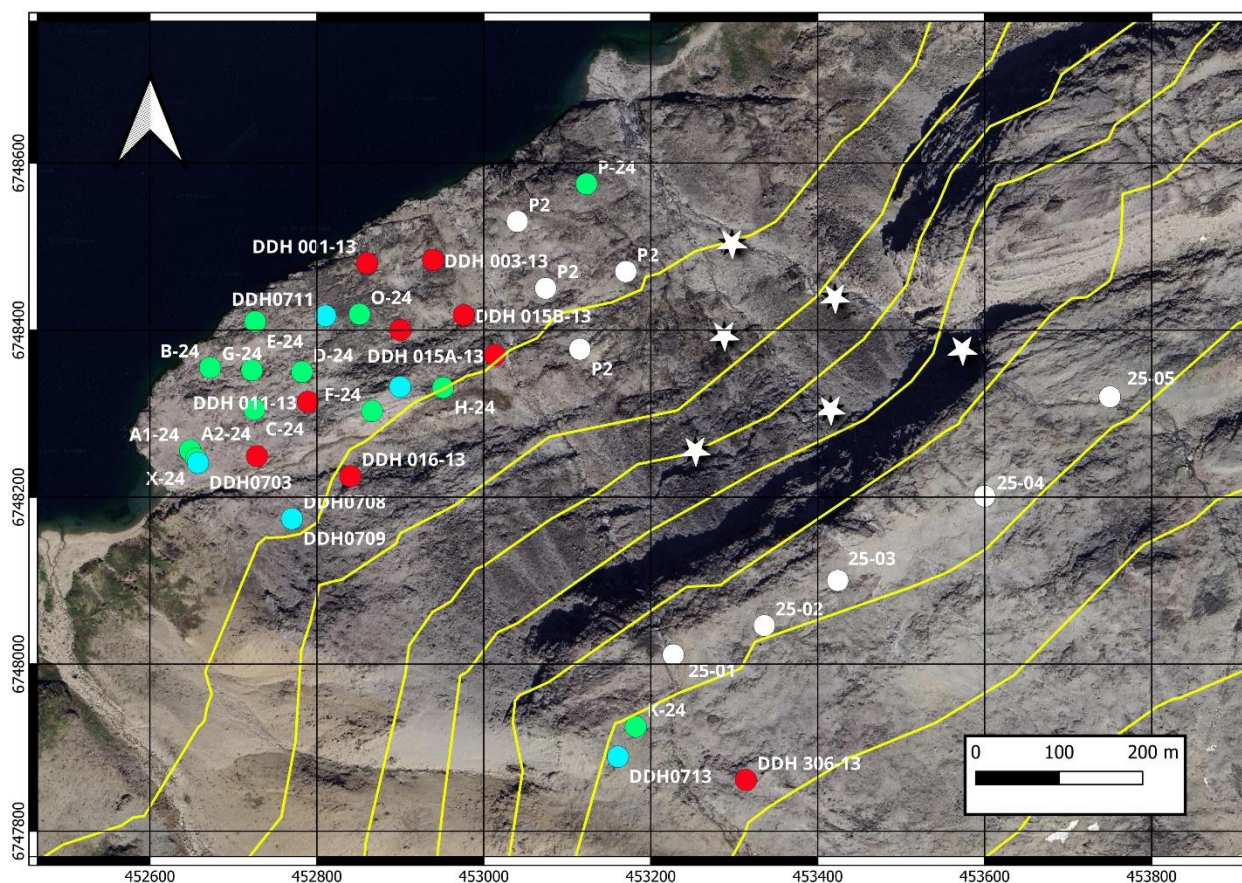 P-24
P2
DDH 001-13
DDH 003-13
P2
P2
DDH0711
O-24
DDH 015B-13
E-24
B-24
G-24
D-24
DDH 015A-13
P2
F-24
DDH 011-13
H-24
25-05
A1-24
A2-24
C-24
DDH 016-13
X-24
DDH0703
25-04
DDH0708
DDH0709
25-03
25-02
25-01
K-24
DDH0713
DDH 306-13
0 100 200 m
6748600
6748400
6748200
6748000
6747800
452600 452800 453000 453200 453400 453600 453800